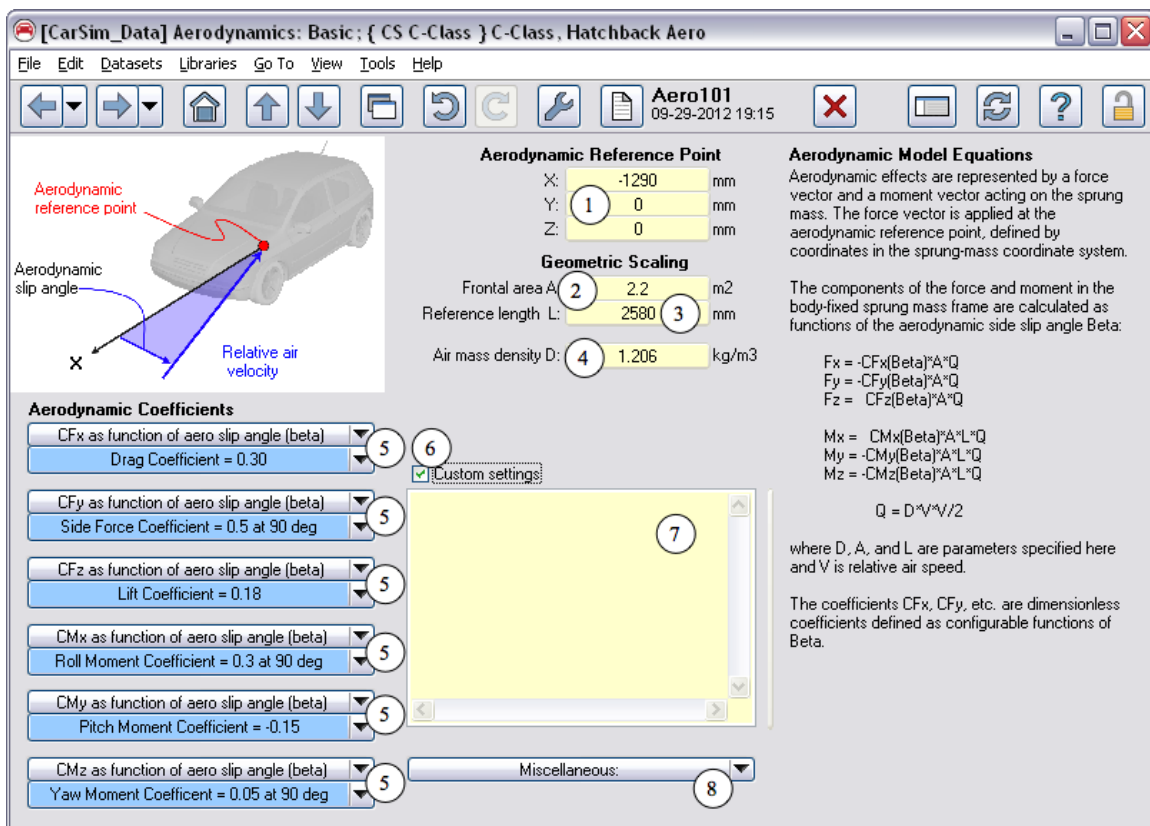 [CarSim_Data] Aerodynamics: Basic; { CS C-Class } C-Class, Hatchback Aero
File Edit Datasets Libraries Go To View Tools Help
Aero101
09-29-2012 19:15
Aerodynamic
reference point
Aerodynamic
slip angle
X
Relative air
velocity
Aerodynamic Reference Point
X: -1290 mm
Y: 1 0 mm
Z: 0 mm
Geometric Scaling
Frontal area A 2 2.2 m2
Reference length L: 2580 3 mm
Air mass density D: 4 1.206 kg/m3
Aerodynamic Coefficients
CFx as function of aero slip angle (beta)
Drag Coefficient = 0.30
5
CFy as function of aero slip angle (beta)
Side Force Coefficient = 0.5 at 90 deg
5
CFz as function of aero slip angle (beta)
Lift Coefficient = 0.18
5
CMx as function of aero slip angle (beta)
Roll Moment Coefficient = 0.3 at 90 deg
5
CMy as function of aero slip angle (beta)
Pitch Moment Coefficient = -0.15
5
CMz as function of aero slip angle (beta)
Yaw Moment Coefficent = 0.05 at 90 deg
5
6
Custom settings
7
Miscellaneous:
8
Aerodynamic Model Equations
Aerodynamic effects are represented by a force
vector and a moment vector acting on the sprung
mass. The force vector is applied at the
aerodynamic reference point, defined by
coordinates in the sprung-mass coordinate system.
The components of the force and moment in the
body-fixed sprung mass frame are calculated as
functions of the aerodynamic side slip angle Beta:
Fx = -CFx(Beta)*A*Q
Fy = -CFy(Beta)*A*Q
Fz = CFz(Beta)*A*Q
Mx = CMx(Beta)*A*L*Q
My = -CMy(Beta)*A*L*Q
Mz = -CMz(Beta)*A*L*Q
Q = D*V*V/2
where D, A, and L are parameters specified here
and V is relative air speed.
The coefficients CFx, CFy, etc. are dimensionless
coefficients defined as configurable functions of
Beta.